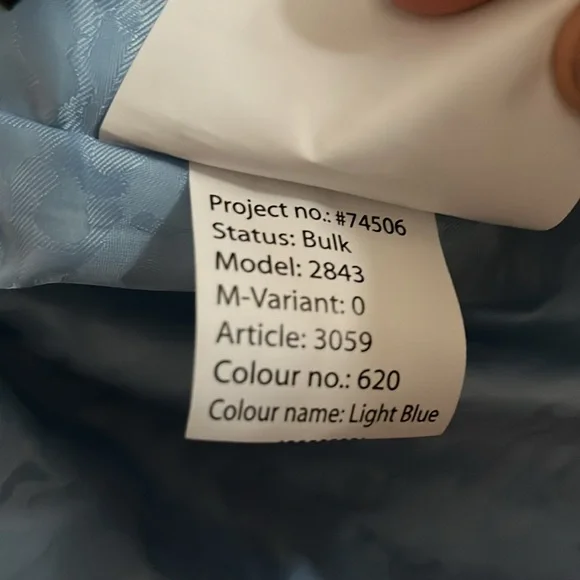 Project no.: #74506
Status: Bulk
Model: 2843
M-Variant: 0
Article: 3059
Colour no.: 620
Colour name: Light Blue